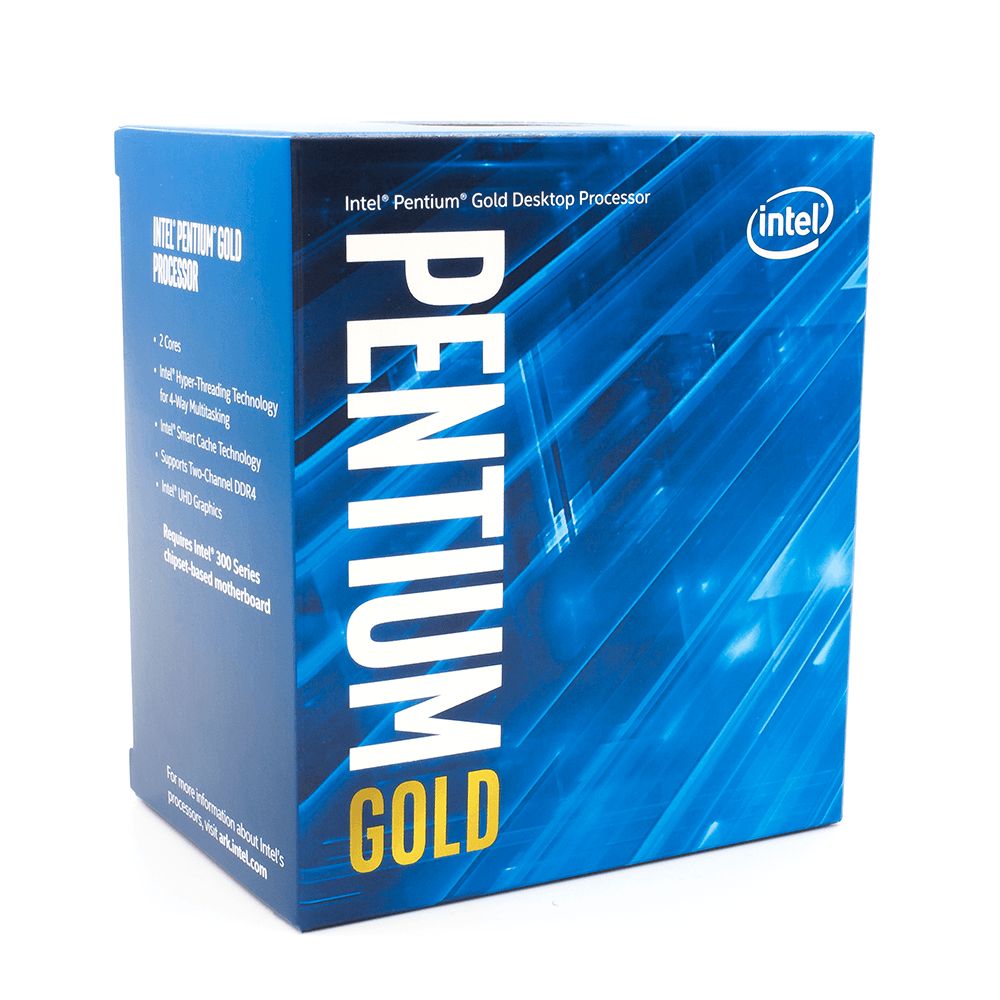 INTEL® PENTIUM® GOLD
PROCESSOR
• 2 Cores
• Intel® Hyper-Threading Technology
for 4-Way Multitasking
• Intel® Smart Cache Technology
• Supports Two-Channel DDR4
• Intel® UHD Graphics
Requires Intel® 300 Series
chipset-based motherboard
For more information about Intel's
processors, visit ark.intel.com
Intel® Pentium® Gold Desktop Processor
intel
PENTIUM
GOLD